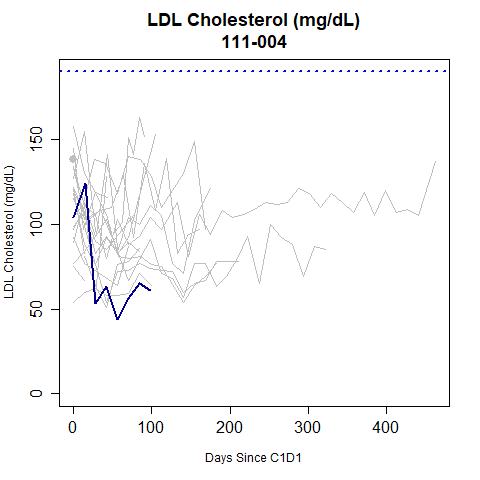 LDL Cholesterol (mg/dL)
111-004
LDL Cholesterol (mg/dL)
150
100
50
0
0 100 200 300 400
Days Since C1D1